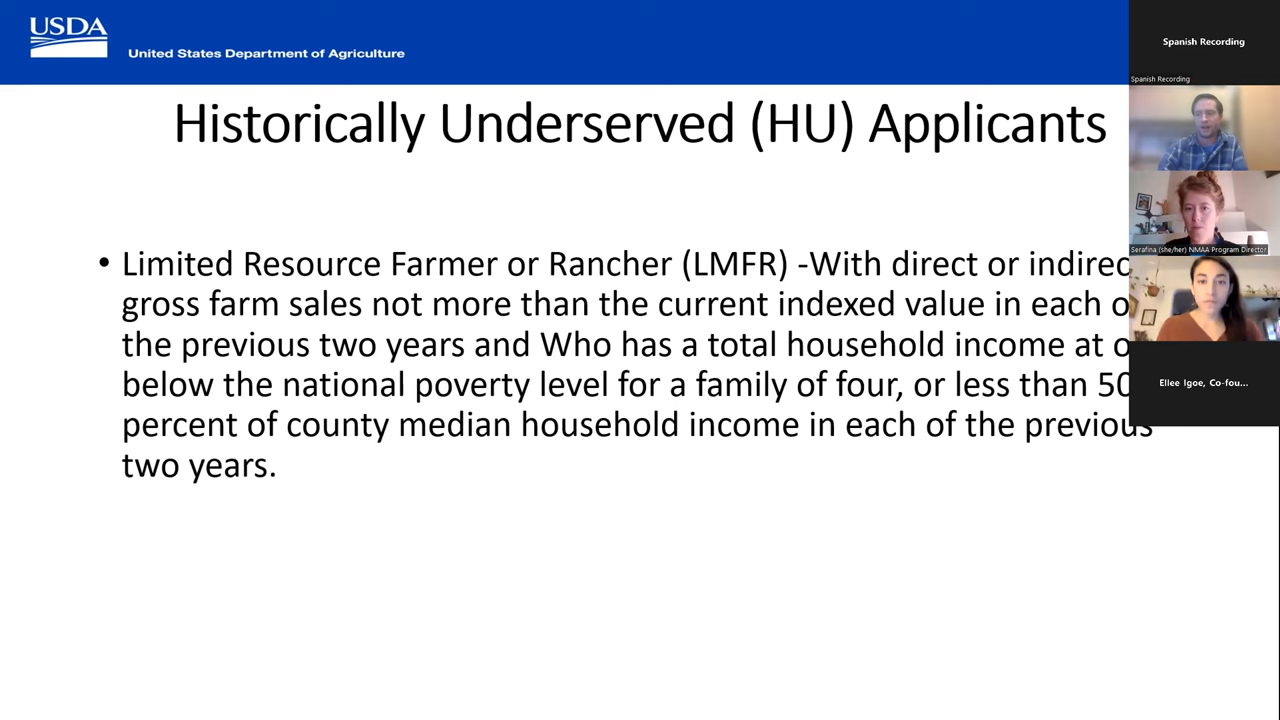 USDA
United States Department of Agriculture
Historically Underserved (HU) Applicants
• Limited Resource Farmer or Rancher (LMFR) -With direct or indirec
gross farm sales not more than the current indexed value in each o
the previous two years and Who has a total household income at o
below the national poverty level for a family of four, or less than 50
percent of county median household income in each of the previous
two years.
Spanish Recording
Spanish Recording
Serafina (she/her) NMAA Program Director
Ellee Igoe, Co-fou...